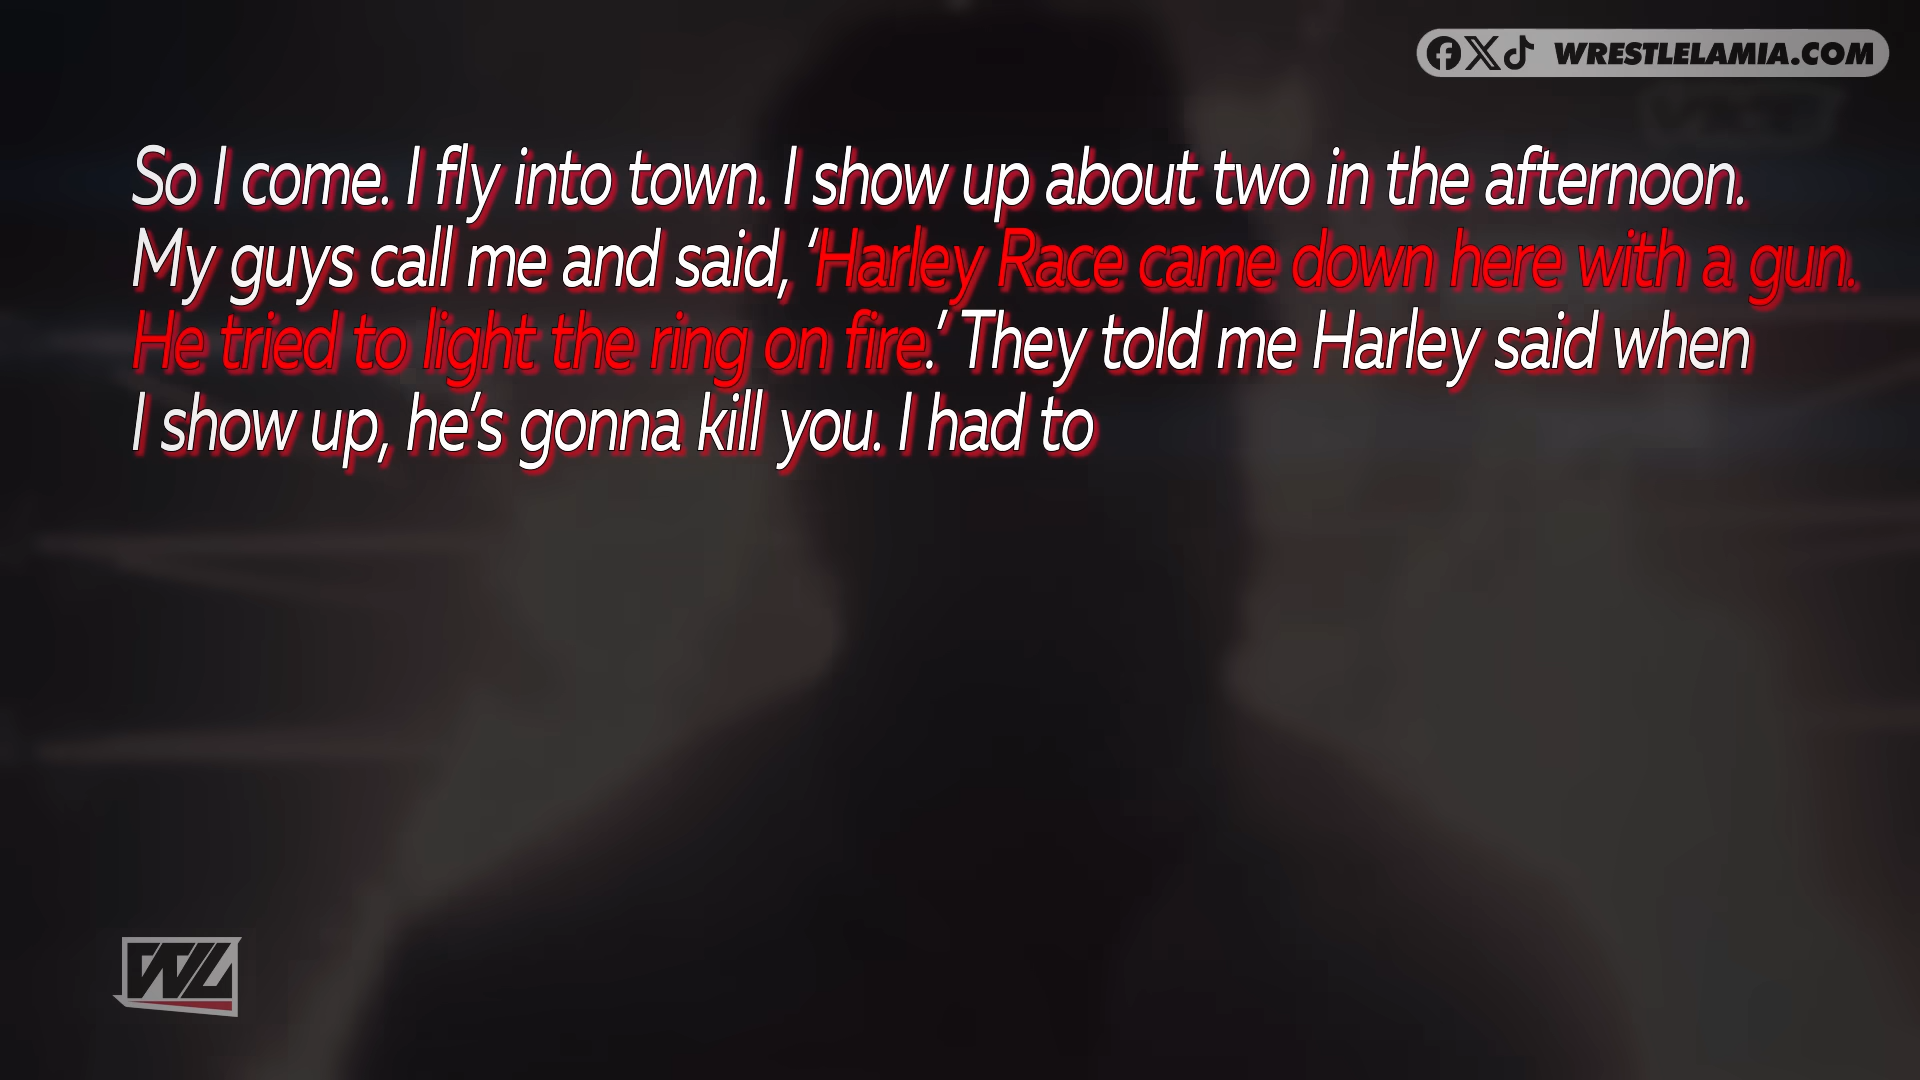 WRESTLELAMIA.COM
So I come. I fly into town. I show up about two in the afternoon.
My guys call me and said, ‘Harley Race came down here with a gun.
He tried to light the ring on fire.’ They told me Harley said when
I show up, he’s gonna kill you. I had to
WL